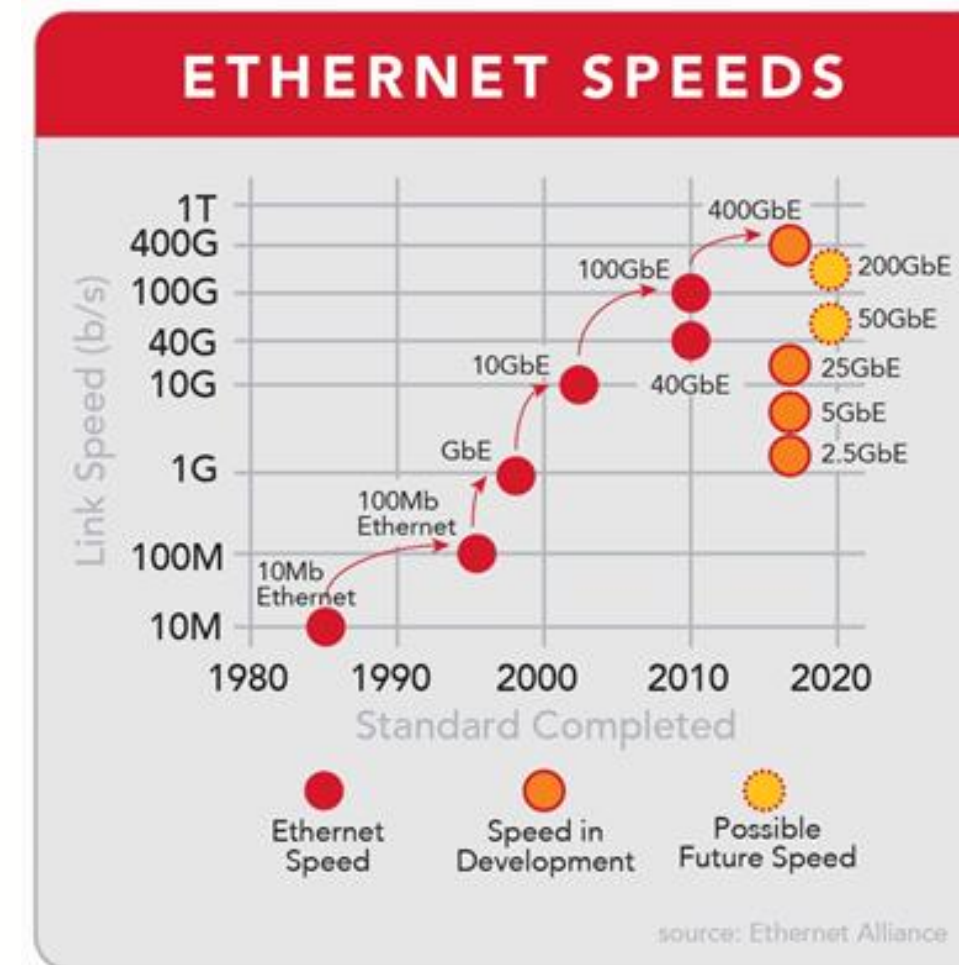 ETHERNET SPEEDS
Link Speed (b/s)
1T
400G
100G
40G
10G
1G
100M
10M
400GbE
200GbE
100GbE
50GbE
10GbE
40GbE
25GbE
5GbE
GbE
2.5GbE
100Mb
Ethernet
10Mb
Ethernet
1980 1990 2000 2010 2020
Standard Completed
Ethernet
Speed
Speed in
Development
Possible
Future Speed
source: Ethernet Alliance